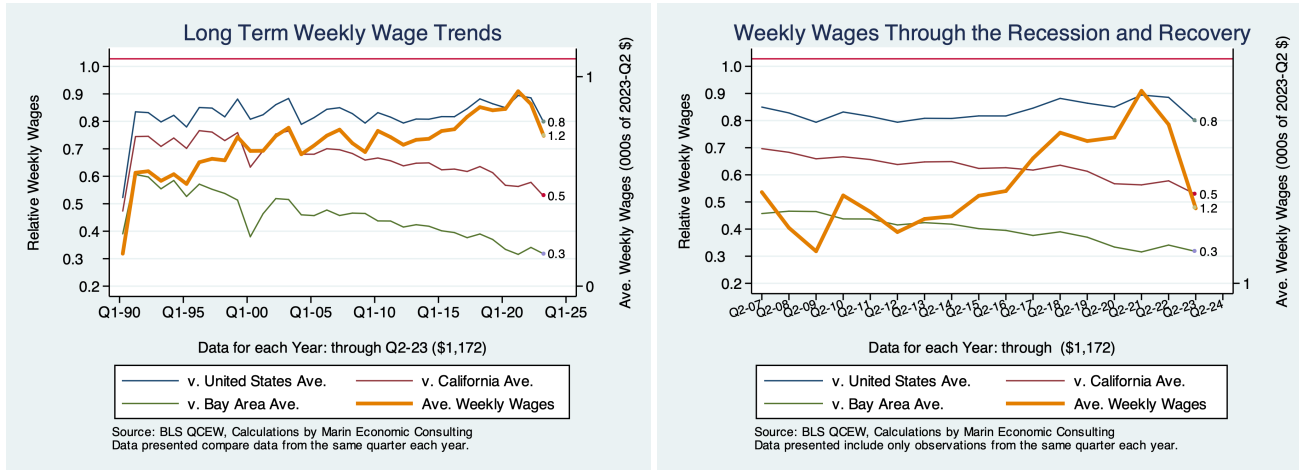 Long Term Weekly Wage Trends
Relative Weekly Wages
1.0
0.9
0.8
0.7
0.6
0.5
0.4
0.3
0.2
1
0
Ave. Weekly Wages (000s of 2023-Q2 $)
0.8
1.2
0.5
0.3
Q1-90 Q1-95 Q1-00 Q1-05 Q1-10 Q1-15 Q1-20 Q1-25
Data for each Year: through Q2-23 ($1,172)
v. United States Ave. v. California Ave.
v. Bay Area Ave. Ave. Weekly Wages
Source: BLS QCEW, Calculations by Marin Economic Consulting
Data presented compare data from the same quarter each year.
Weekly Wages Through the Recession and Recovery
Relative Weekly Wages
1.0
0.9
0.8
0.7
0.6
0.5
0.4
0.3
0.2
1
Ave. Weekly Wages (000s of 2023-Q2 $)
0.8
0.5
1.2
0.3
Q2-07 Q2-08 Q2-09 Q2-10 Q2-11 Q2-12 Q2-13 Q2-14 Q2-15 Q2-16 Q2-17 Q2-18 Q2-19 Q2-20 Q2-21 Q2-22 Q2-23 Q2-24
Data for each Year: through ($1,172)
v. United States Ave. v. California Ave.
v. Bay Area Ave. Ave. Weekly Wages
Source: BLS QCEW, Calculations by Marin Economic Consulting
Data presented include only observations from the same quarter each year.